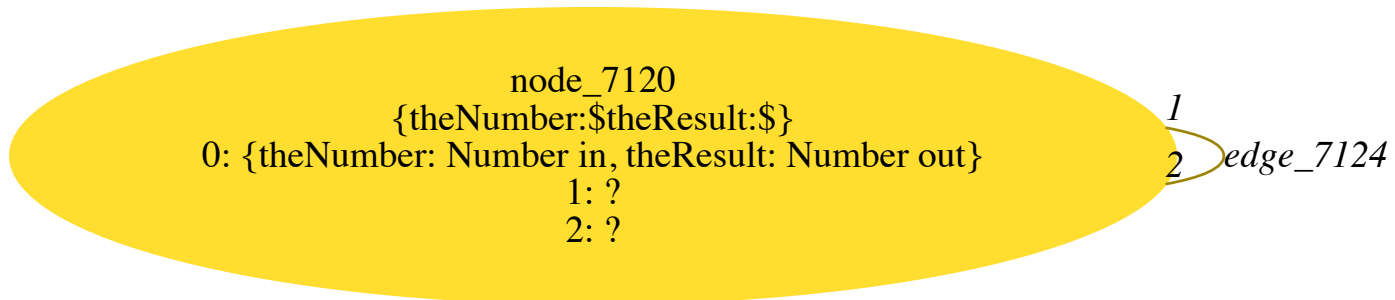 node_7120
{theNumber:$theResult:$}
0: {theNumber: Number in, theResult: Number out}
1: ?
2: ?
1
2
edge_7124